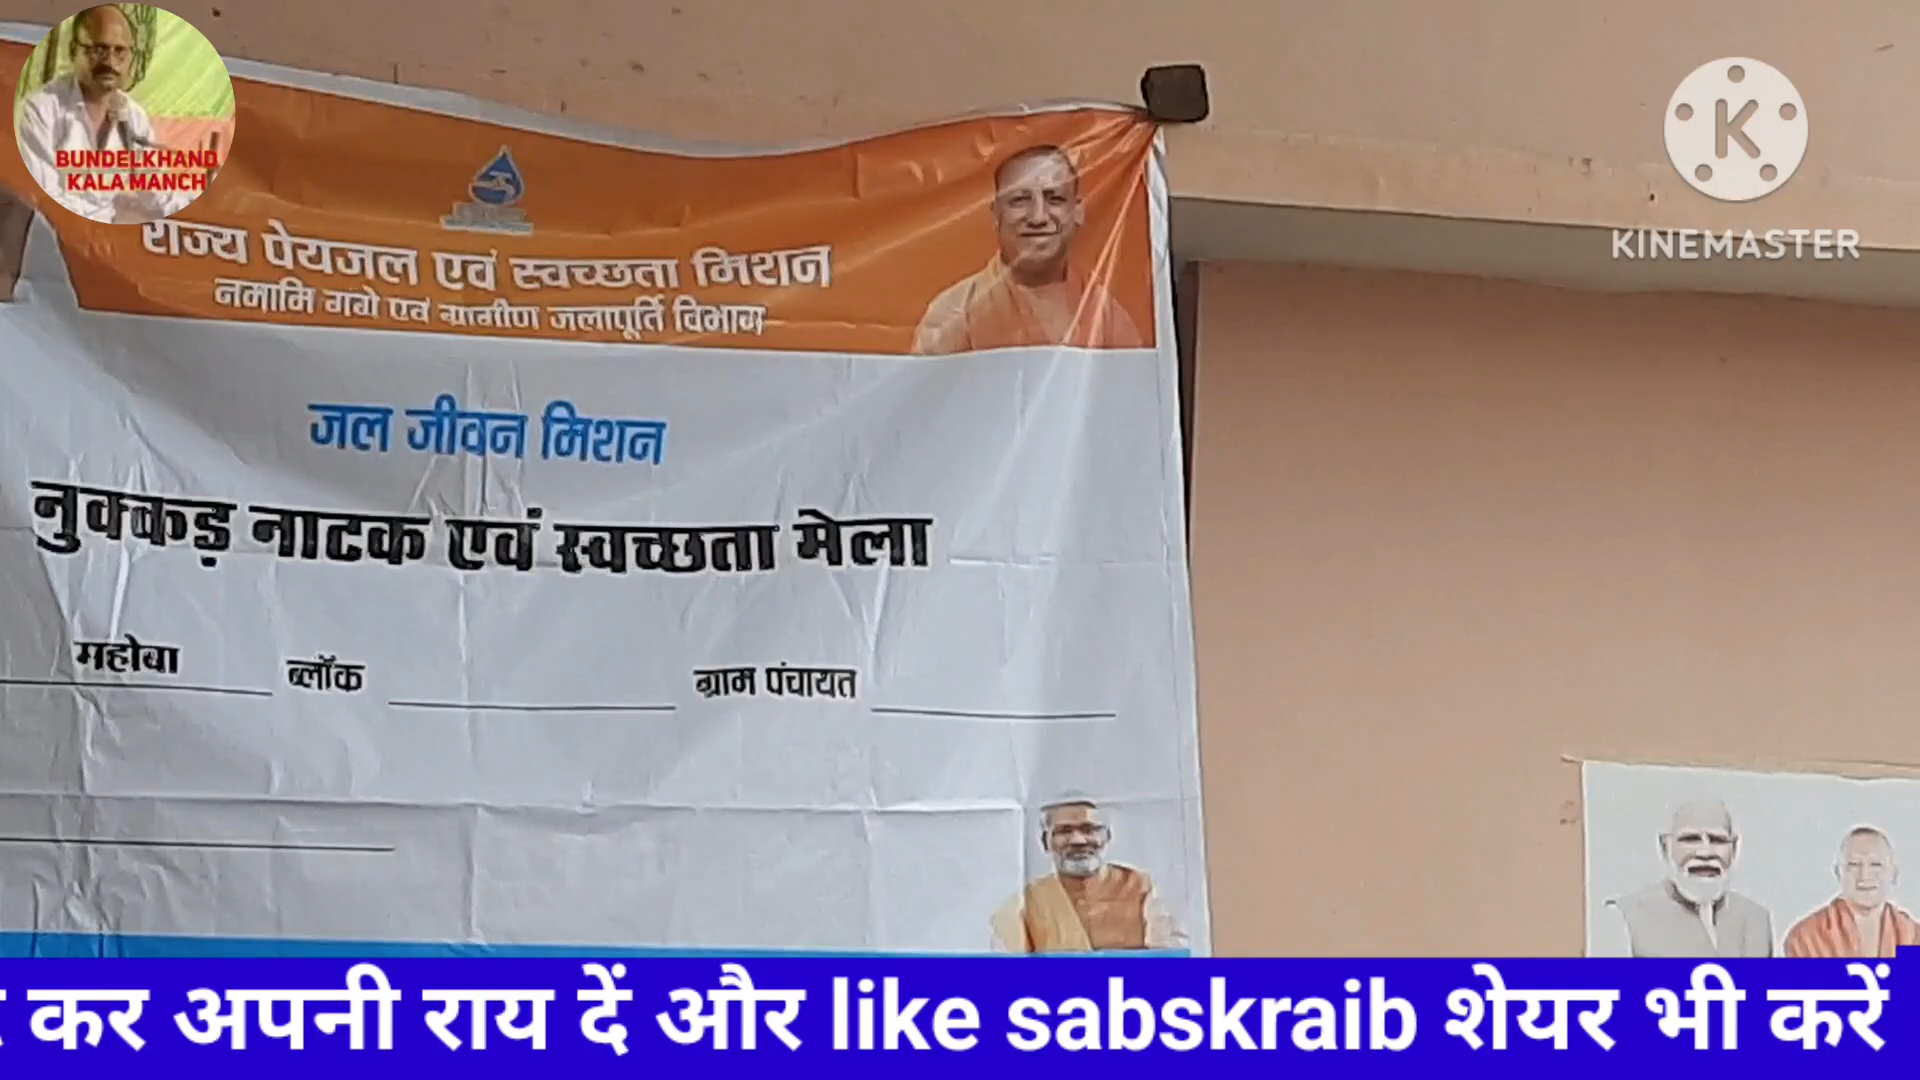 BUNDELKHAND
KALA MANCH
KINEMASTER
राज्य पेयजल एवं स्वच्छता मिशन
नमामि गंगे एवं ग्रामीण जलापूर्ति विभाग
जल जीवन मिशन
नुक्कड़ नाटक एवं स्वच्छता मेला
महोबा ब्लॉक ग्राम पंचायत
कर अपनी राय दें और like sabskraib शेयर भी करें